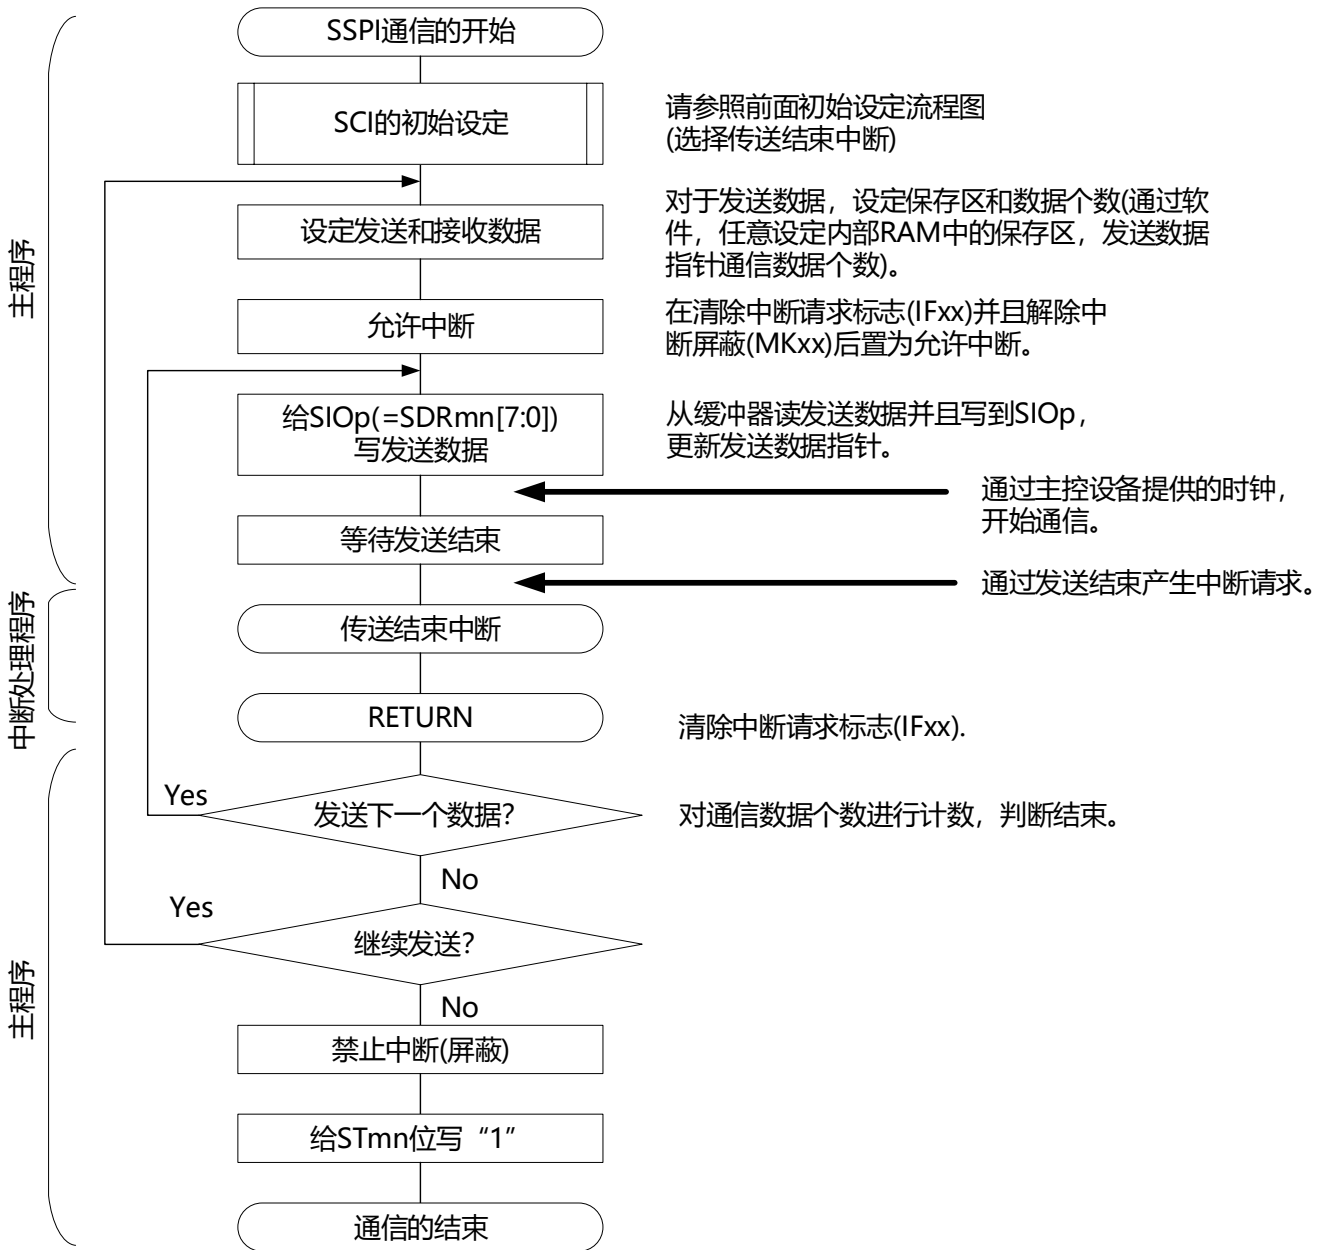 SSPI通信的开始
SCI的初始设定
请参照前面初始设定流程图
(选择传送结束中断)
设定发送和接收数据
对于发送数据，设定保存区和数据个数(通过软
件，任意设定内部RAM中的保存区，发送数据
指针通信数据个数)。
主程序
允许中断
在清除中断请求标志(IFxx)并且解除中
断屏蔽(MKxx)后置为允许中断。
给SIOp(=SDRmn[7:0])
写发送数据
从缓冲器读发送数据并且写到SIOp，
更新发送数据指针。
通过主控设备提供的时钟，
开始通信。
等待发送结束
通过发送结束产生中断请求。
中断处理程序
传送结束中断
RETURN
清除中断请求标志(IFxx).
Yes
发送下一个数据？
对通信数据个数进行计数，判断结束。
No
Yes
继续发送？
主程序
No
禁止中断(屏蔽)
给STmn位写“1”
通信的结束